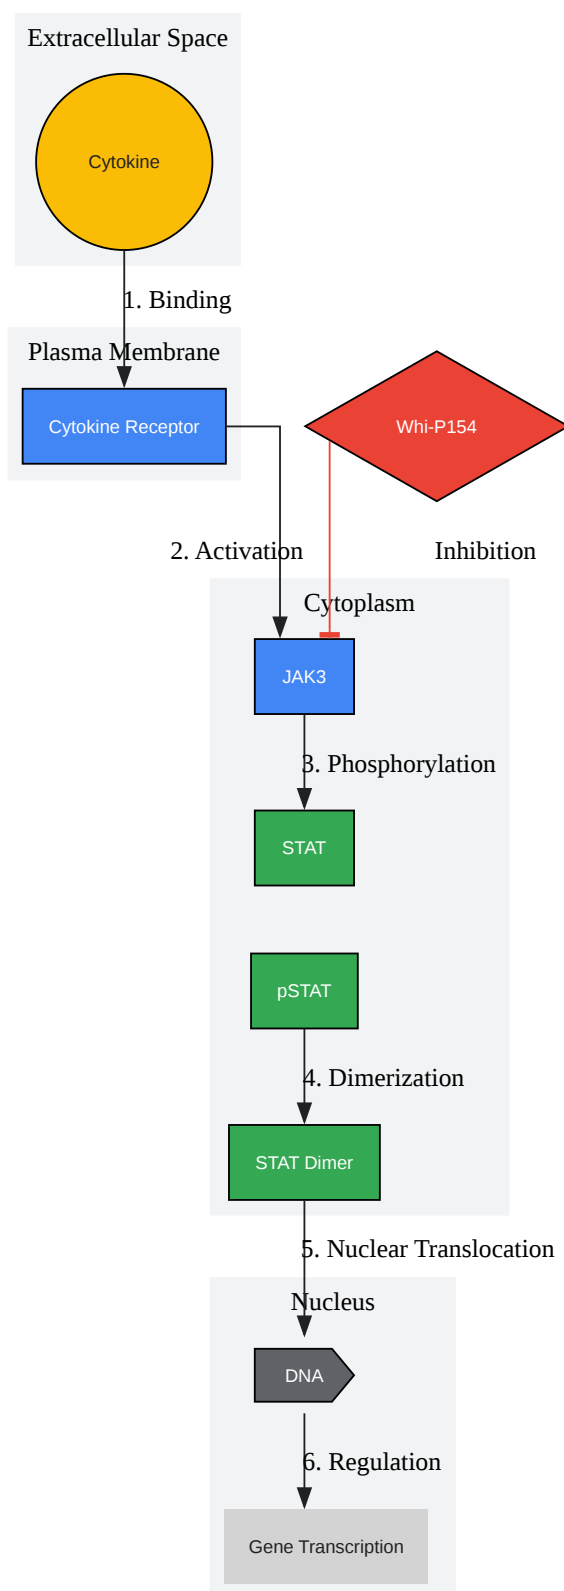 Extracellular Space
Cytokine
1. Binding
Plasma Membrane
Cytokine Receptor
Whi-P154
2. Activation
Inhibition
Cytoplasm
JAK3
3. Phosphorylation
STAT
pSTAT
4. Dimerization
STAT Dimer
5. Nuclear Translocation
Nucleus
DNA
6. Regulation
Gene Transcription